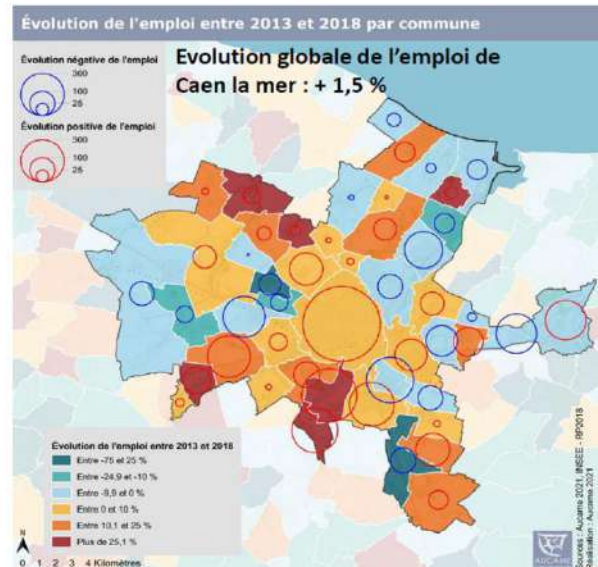 Évolution de l'emploi entre 2013 et 2018 par commune
Evolution globale de l'emploi de
Caen la mer : + 1,5 %
Évolution négative de l'emploi
300
100
25
Évolution positive de l'emploi
300
100
25
Évolution de l'emploi entre 2013 et 2018
Entre -75 et 25 %
Entre -24,9 et -10 %
Entre -9,9 et 0 %
Entre 0 et 10 %
Entre 10,1 et 25 %
Plus de 25,1 %
N
0 1 2 3 4 Kilomètres
AUCAME
Sources : Aucame 2021, INSEE - RP2018
Réalisation : Aucame 2021